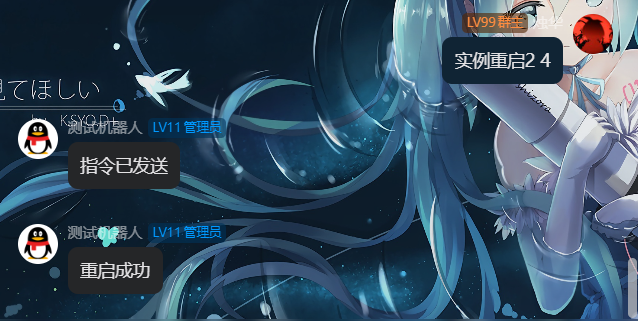 LV99 群主
实例重启2 4
見てほしい
KSYO.D+
测试机器人 LV11 管理员
指令已发送
测试机器人 LV11 管理员
重启成功